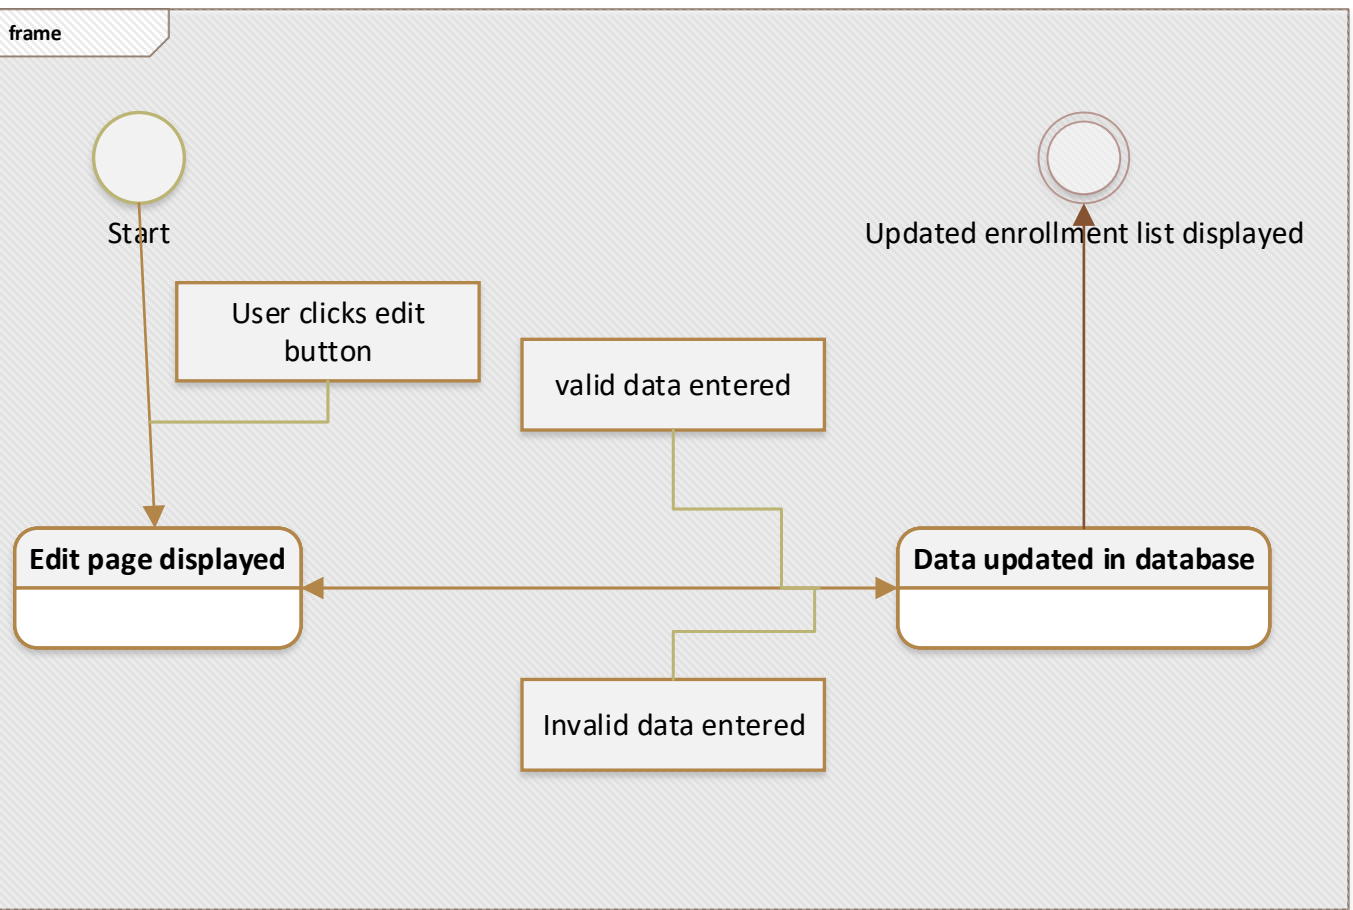 frame
Start
Updated enrollment list displayed
User clicks edit
button
valid data entered
Edit page displayed
Data updated in database
Invalid data entered